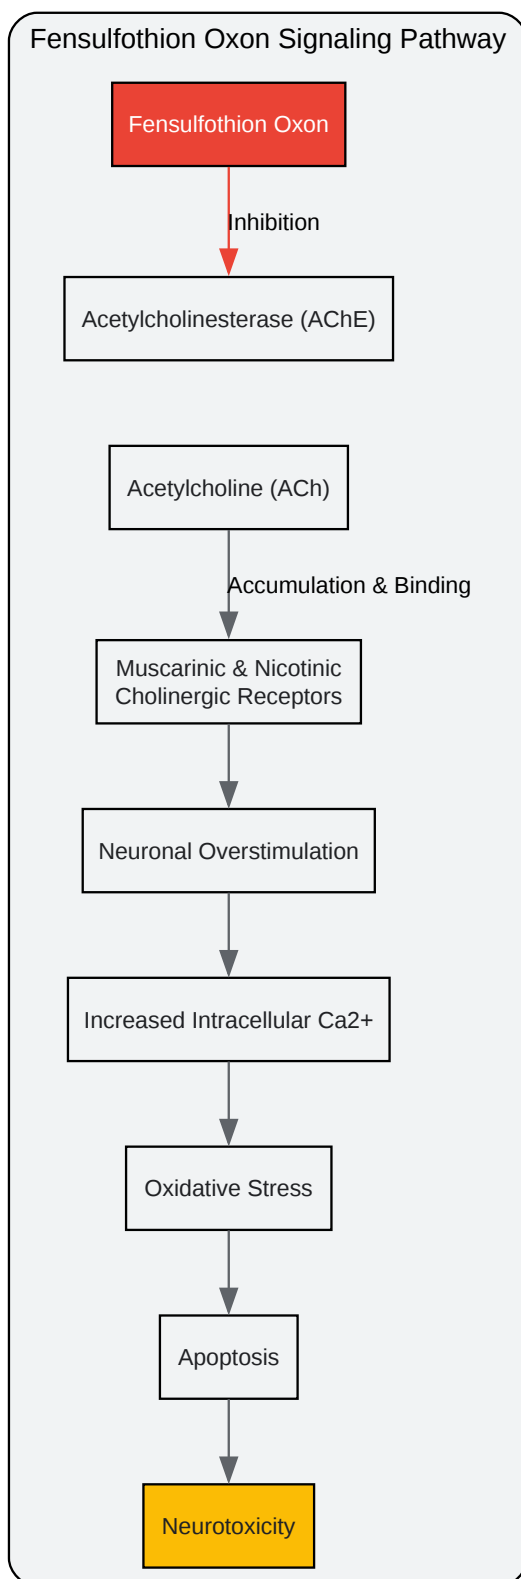 Fensulfothion Oxon Signaling Pathway
Fensulfothion Oxon
Inhibition
Acetylcholinesterase (AChE)
Acetylcholine (ACh)
Accumulation & Binding
Muscarinic & Nicotinic
Cholinergic Receptors
Neuronal Overstimulation
Increased Intracellular Ca2+
Oxidative Stress
Apoptosis
Neurotoxicity